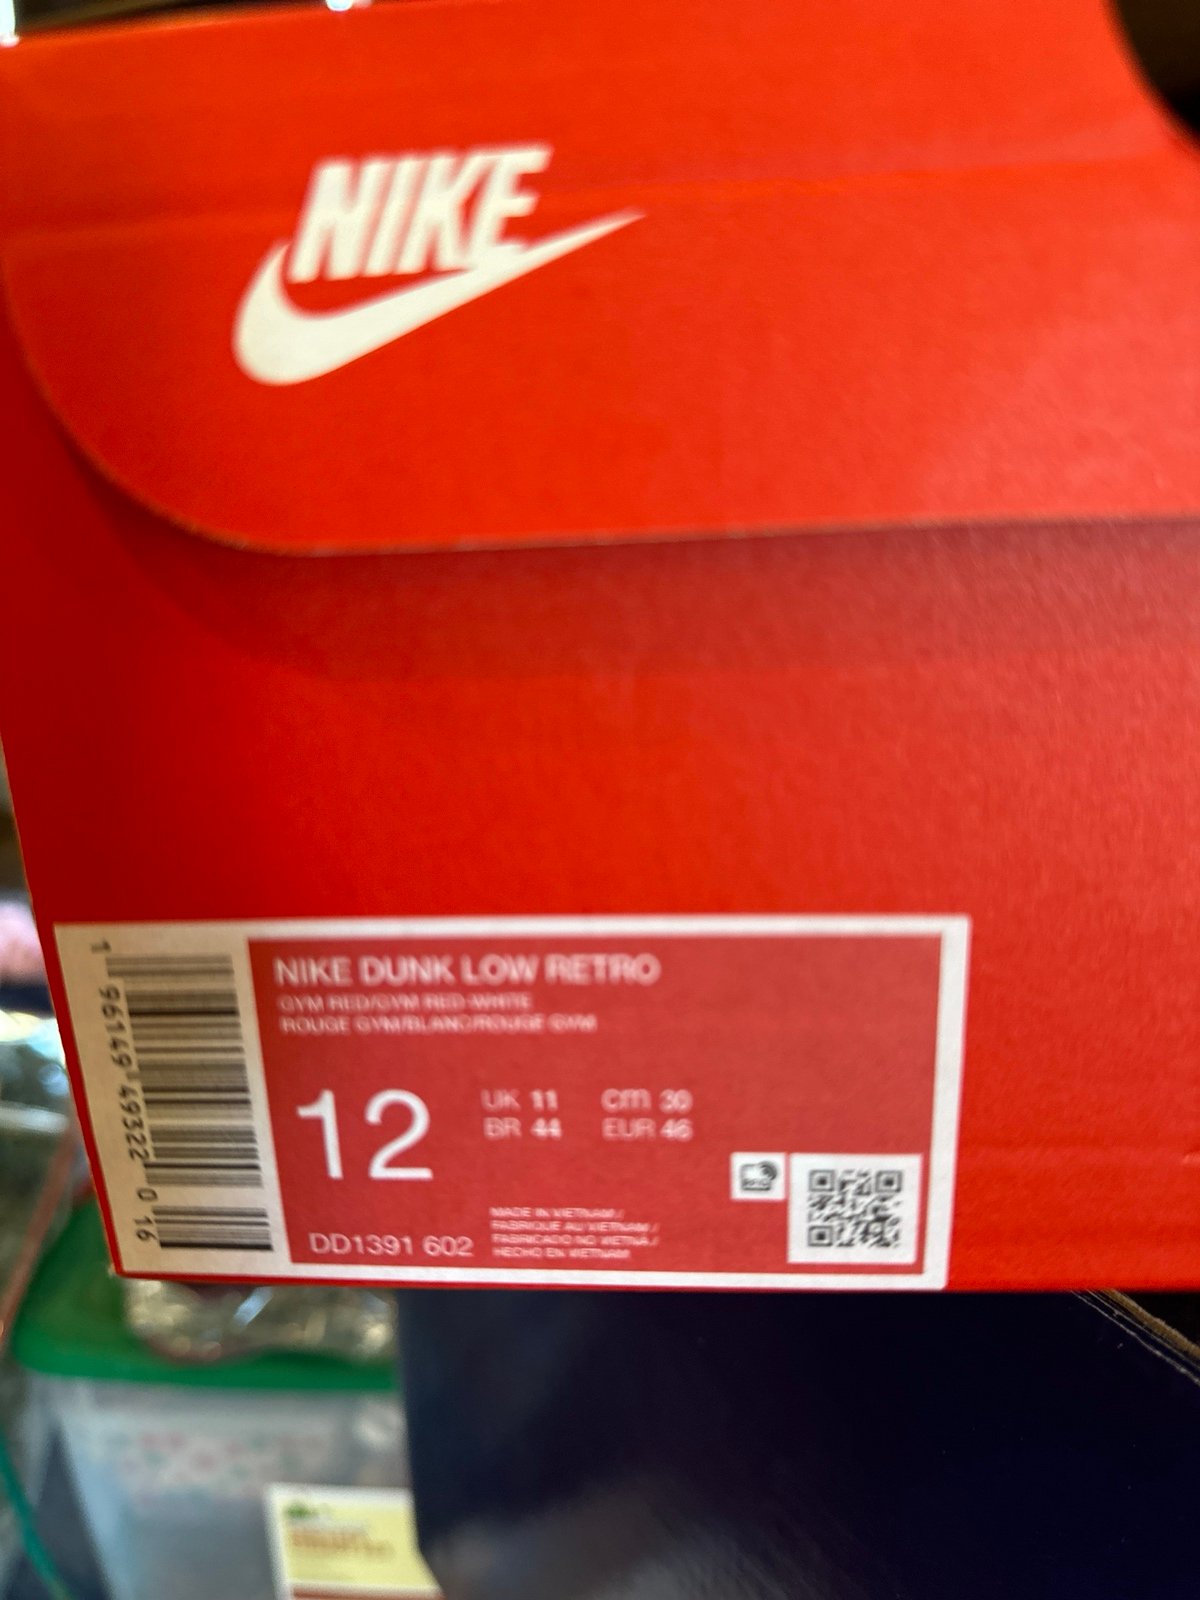 NIKE
NIKE DUNK LOW RETRO
GYM RED/GYM RED-WHITE
ROUGE GYM/BLANC/ROUGE GYM
12
UK 11 cm 30
BR 44 EUR 46
DD1391 602
MADE IN VIETNAM /
FABRIQUE AU VIETNAM /
FABRICADO NO VIETNÃ /
HECHO EN VIETNAM
1 96149 49322 0 16